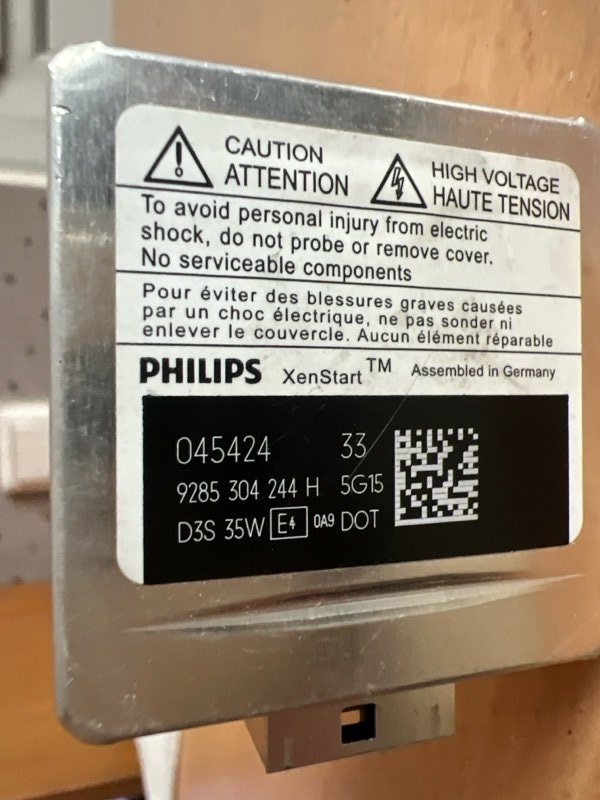 CAUTION
ATTENTION
HIGH VOLTAGE
HAUTE TENSION
To avoid personal injury from electric
shock, do not probe or remove cover.
No serviceable components
Pour éviter des blessures graves causées
par un choc électrique, ne pas sonder ni
enlever le couvercle. Aucun élément réparable
PHILIPS XenStart™ Assembled in Germany
045424 33
9285 304 244 H 5G15
D3S 35W E4 0A9 DOT